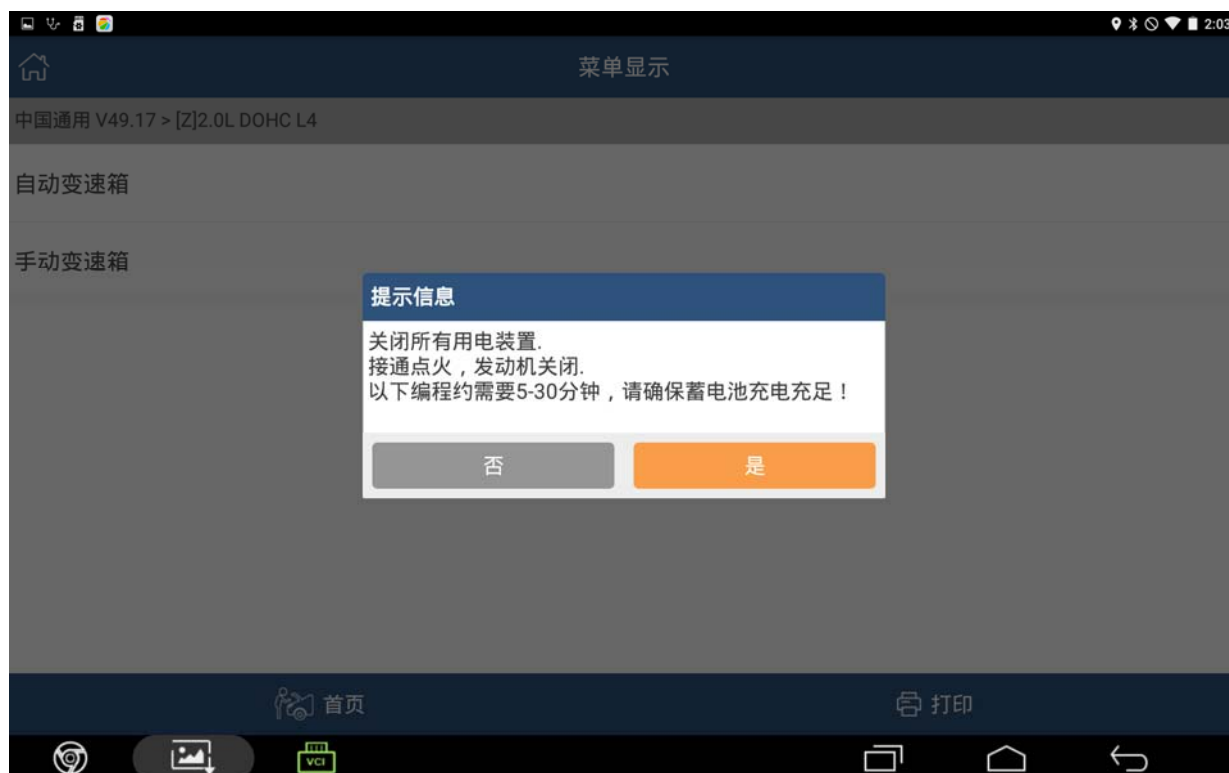 2:03
菜单显示
中国通用 V49.17 > [Z]2.0L DOHC L4
自动变速箱
手动变速箱
提示信息
关闭所有用电装置.
接通点火，发动机关闭.
以下编程约需要5-30分钟，请确保蓄电池充电充足！
否
是
首页
打印
VCI